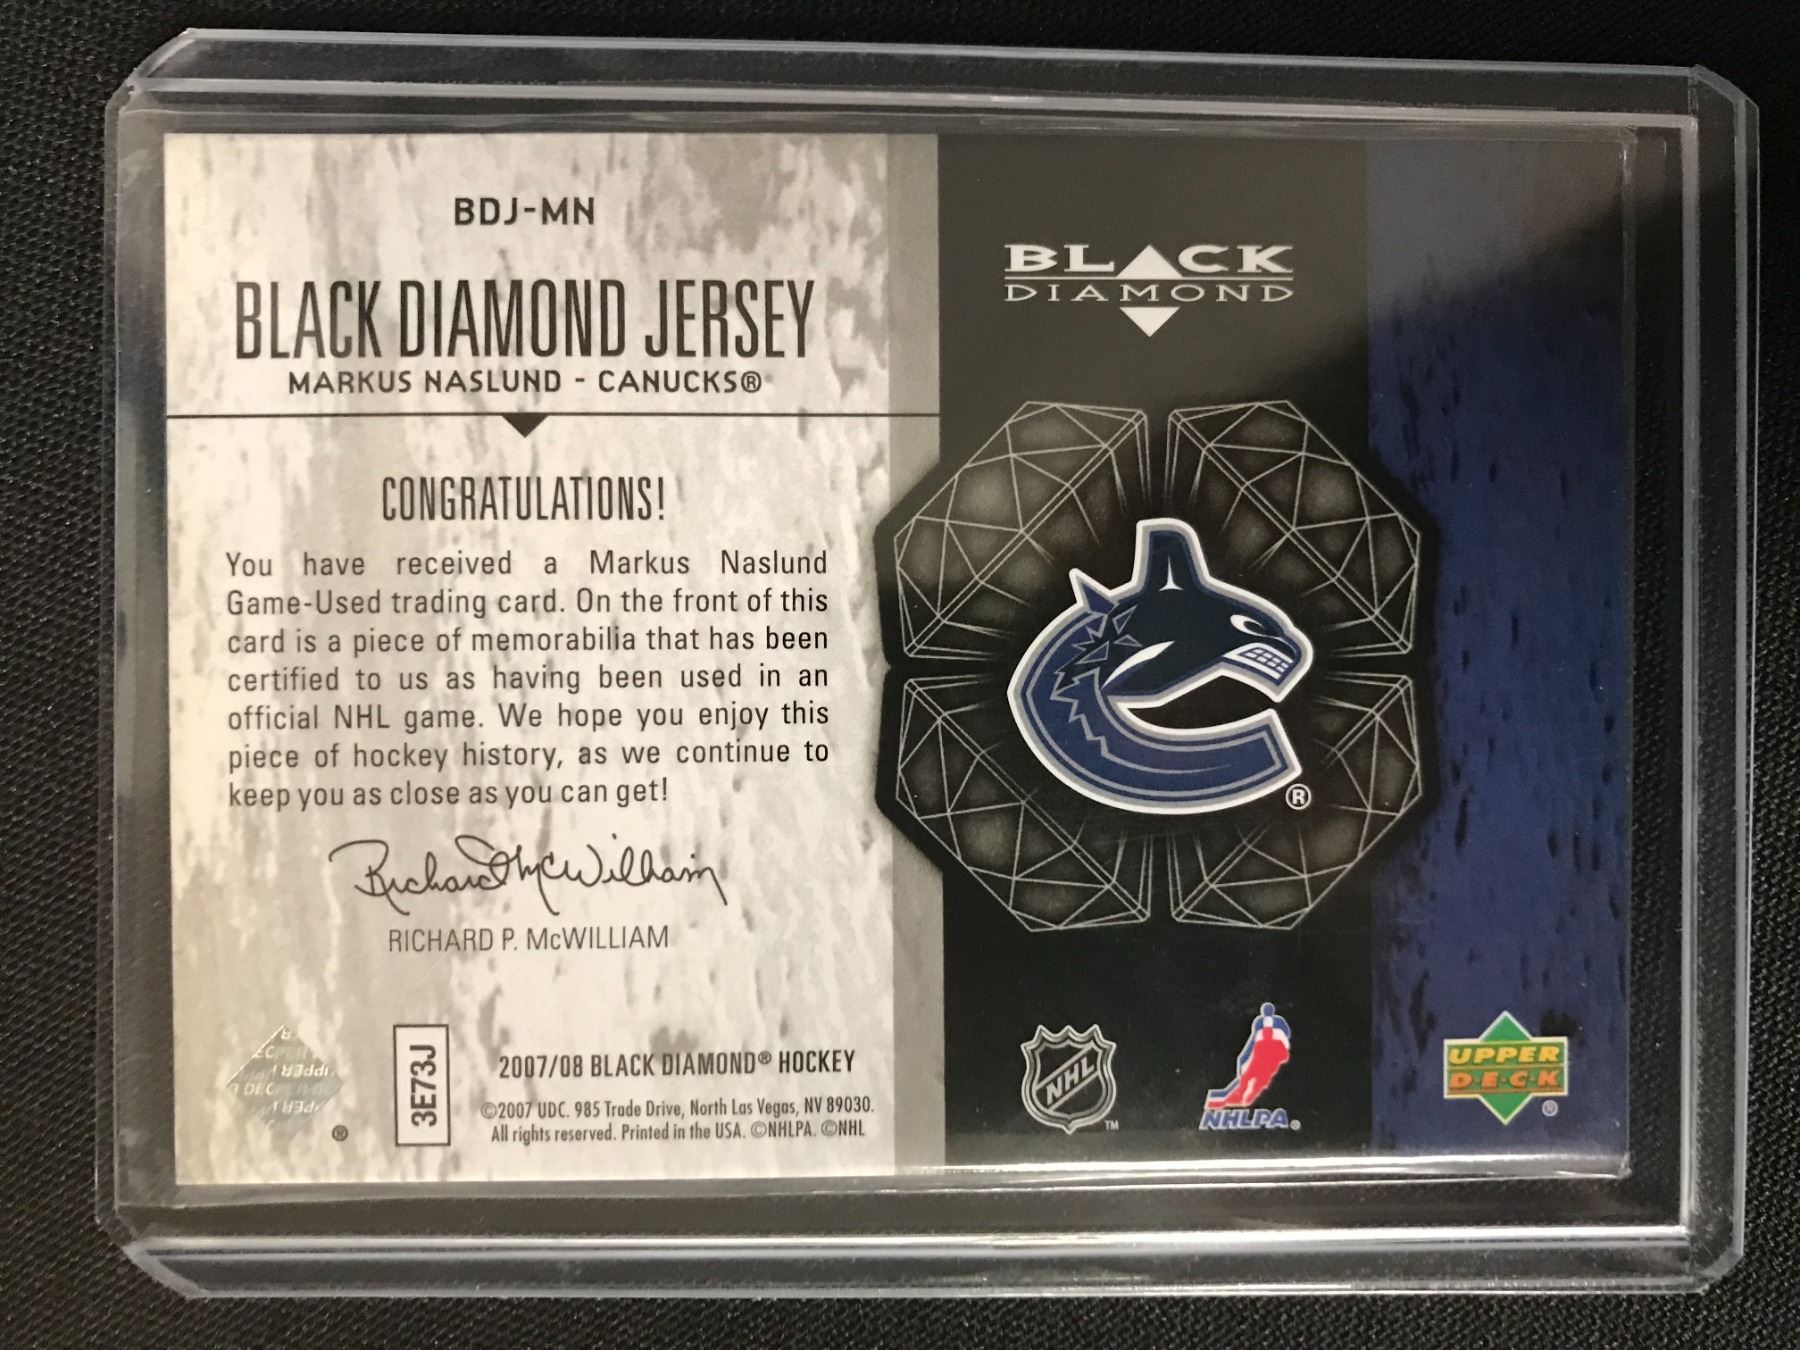 BDJ-MN
BLACK DIAMOND JERSEY
MARKUS NASLUND - CANUCKS®
CONGRATULATIONS!
You have received a Markus Naslund
Game-Used trading card. On the front of this
card is a piece of memorabilia that has been
certified to us as having been used in an
official NHL game. We hope you enjoy this
piece of hockey history, as we continue to
keep you as close as you can get!
Richard McWilliam
RICHARD P. McWILLIAM
®
3E73J
2007/08 BLACK DIAMOND® HOCKEY
©2007 UDC. 985 Trade Drive, North Las Vegas, NV 89030.
All rights reserved. Printed in the USA. ©NHLPA. ©NHL
BLACK
DIAMOND
®
NHL
TM
NHLPA®
UPPER
DECK
®